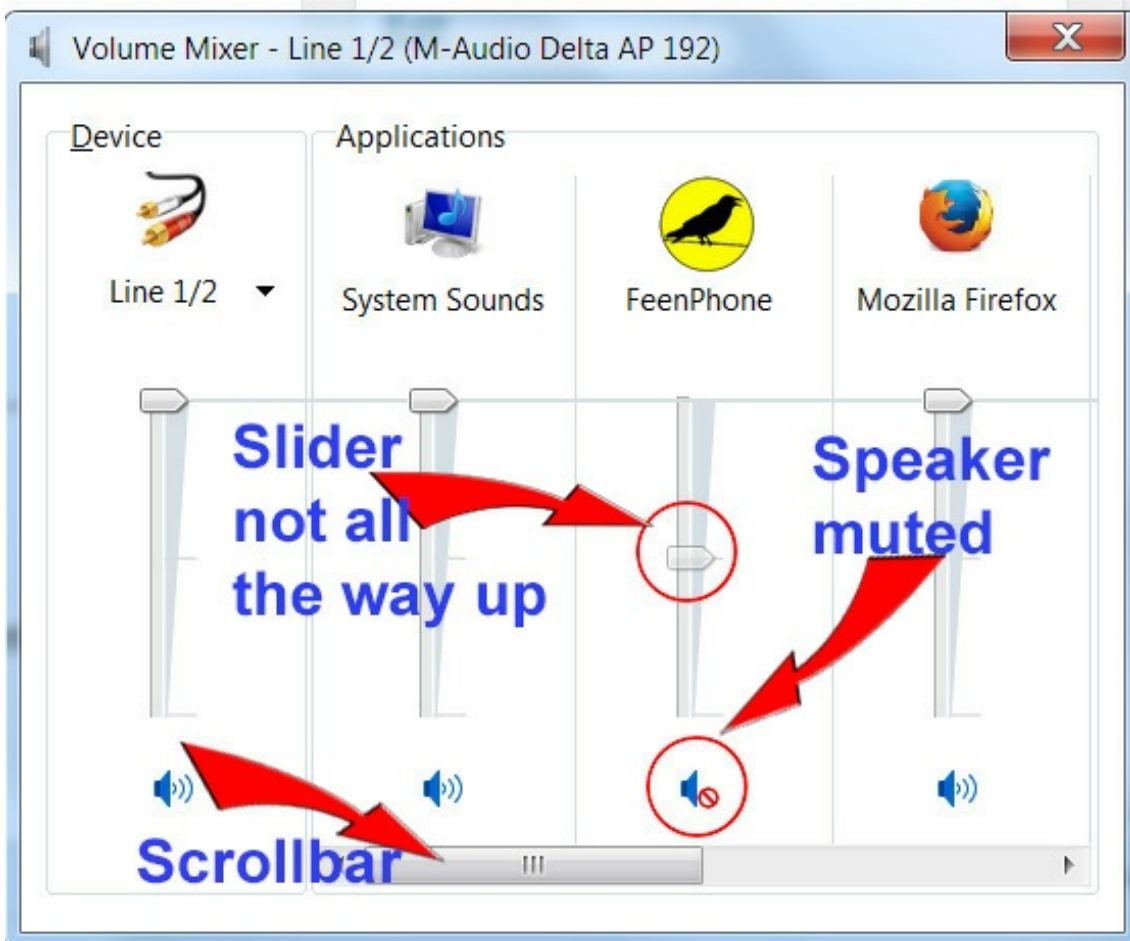 Volume Mixer - Line 1/2 (M-Audio Delta AP 192)
Device
Applications
Line 1/2
System Sounds
FeenPhone
Mozilla Firefox
Slider
not all
the way up
Speaker
muted
Scrollbar